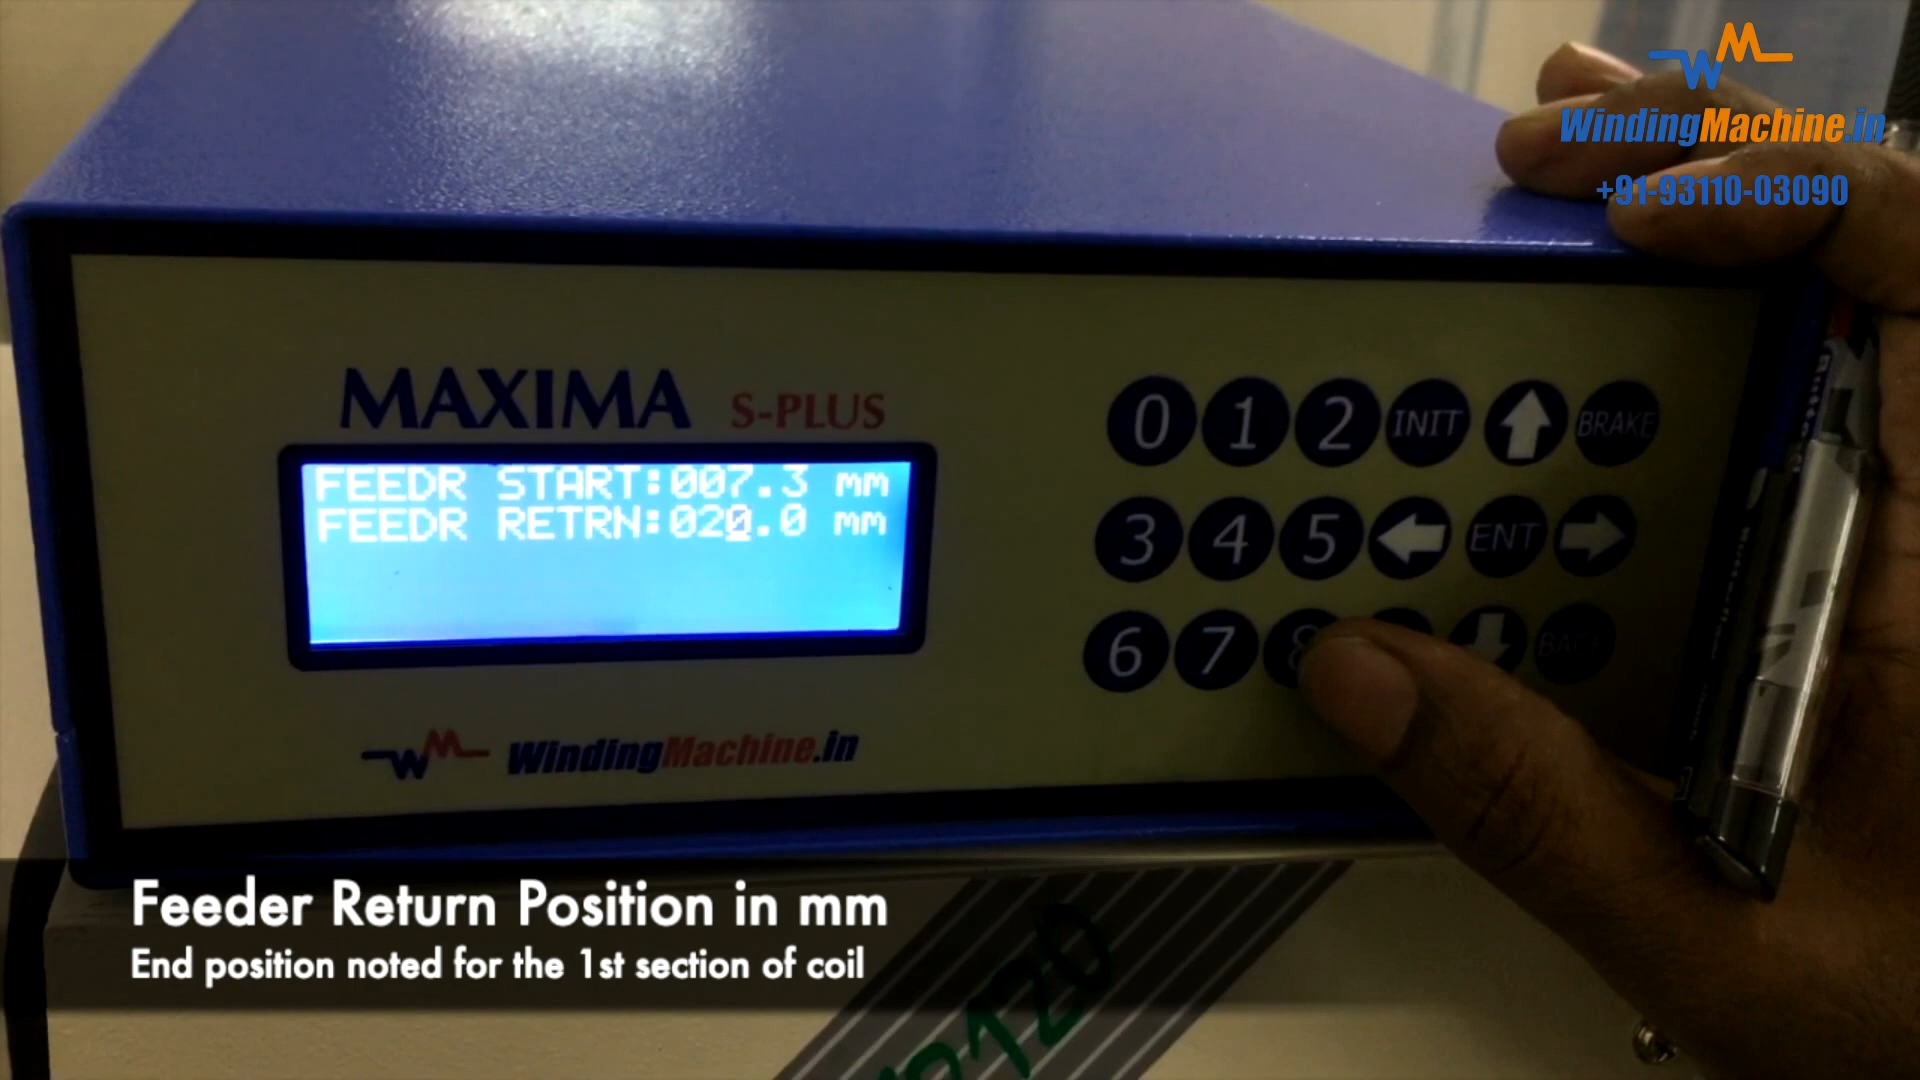 WindingMachine.in
+91-93110-03090
MAXIMA S-PLUS
FEEDR START:007.3 mm
FEEDR RETRN:020.0 mm
0 1 2 INIT BRAKE
3 4 5 ENT
6 7 8 BACK
WindingMachine.in
Feeder Return Position in mm
End position noted for the 1st section of coil